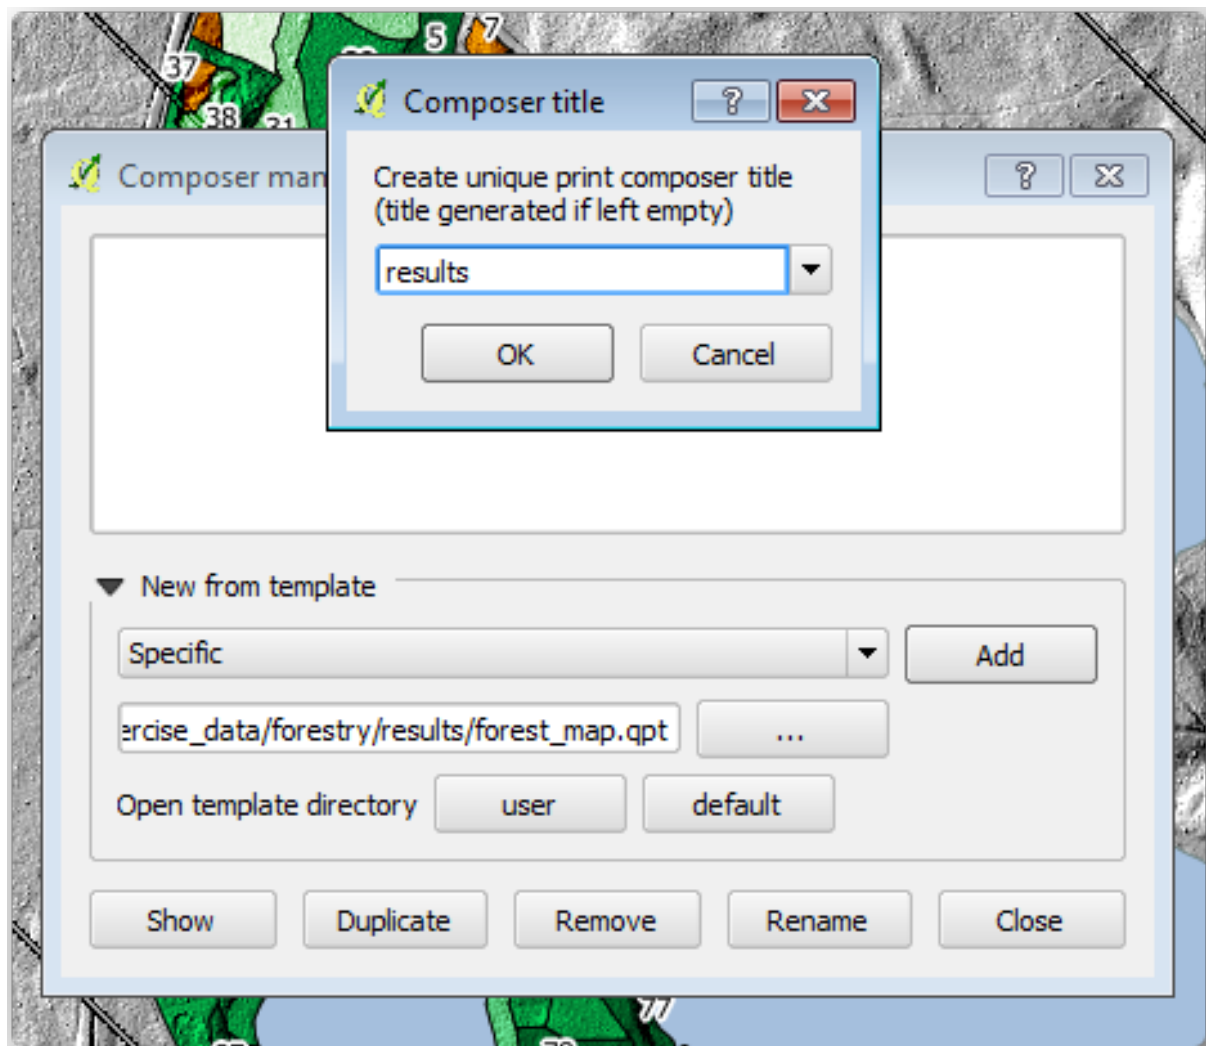 5
7
37
38
31
Composer title
Composer man
Create unique print composer title
(title generated if left empty)
results
OK
Cancel
New from template
Specific
Add
ercise_data/forestry/results/forest_map.qpt
...
Open template directory
user
default
Show
Duplicate
Remove
Rename
Close
77